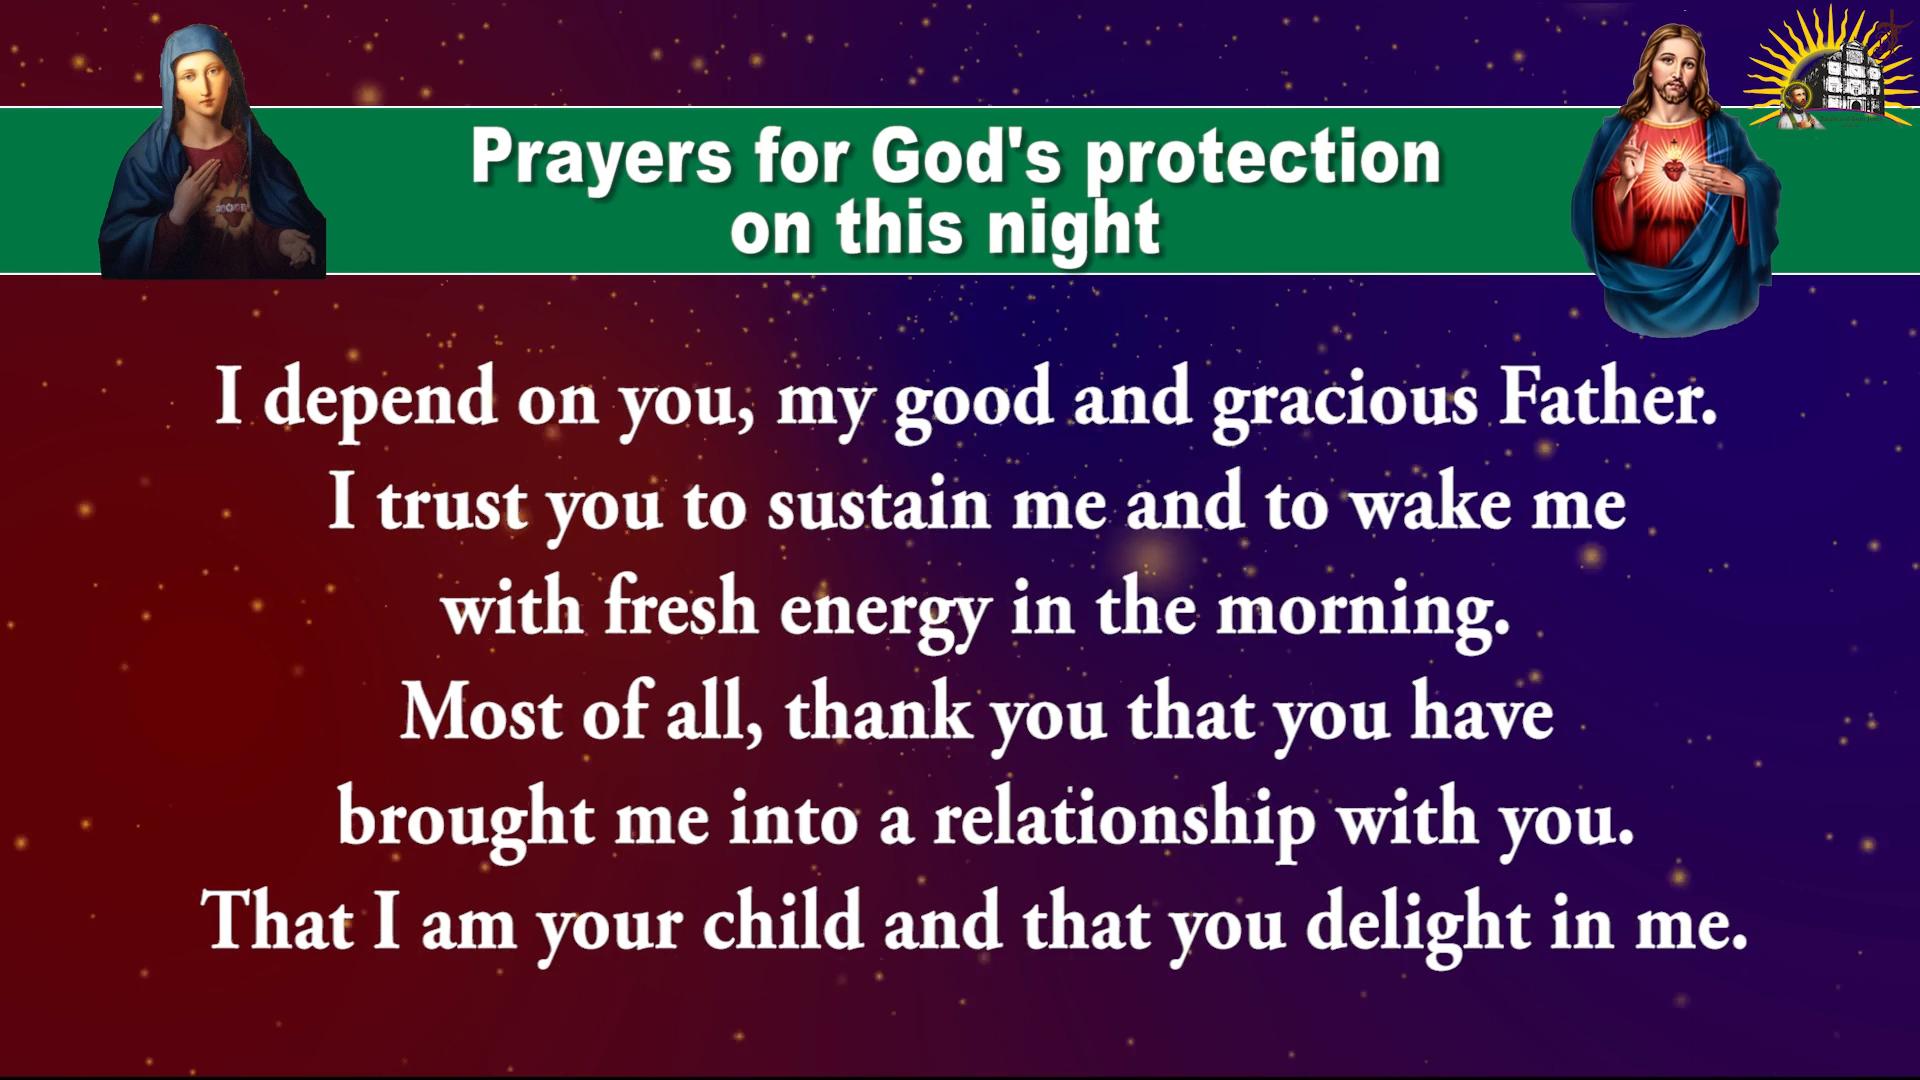 Prayers for God's protection
on this night
I depend on you, my good and gracious Father.
I trust you to sustain me and to wake me
with fresh energy in the morning.
Most of all, thank you that you have
brought me into a relationship with you.
That I am your child and that you delight in me.